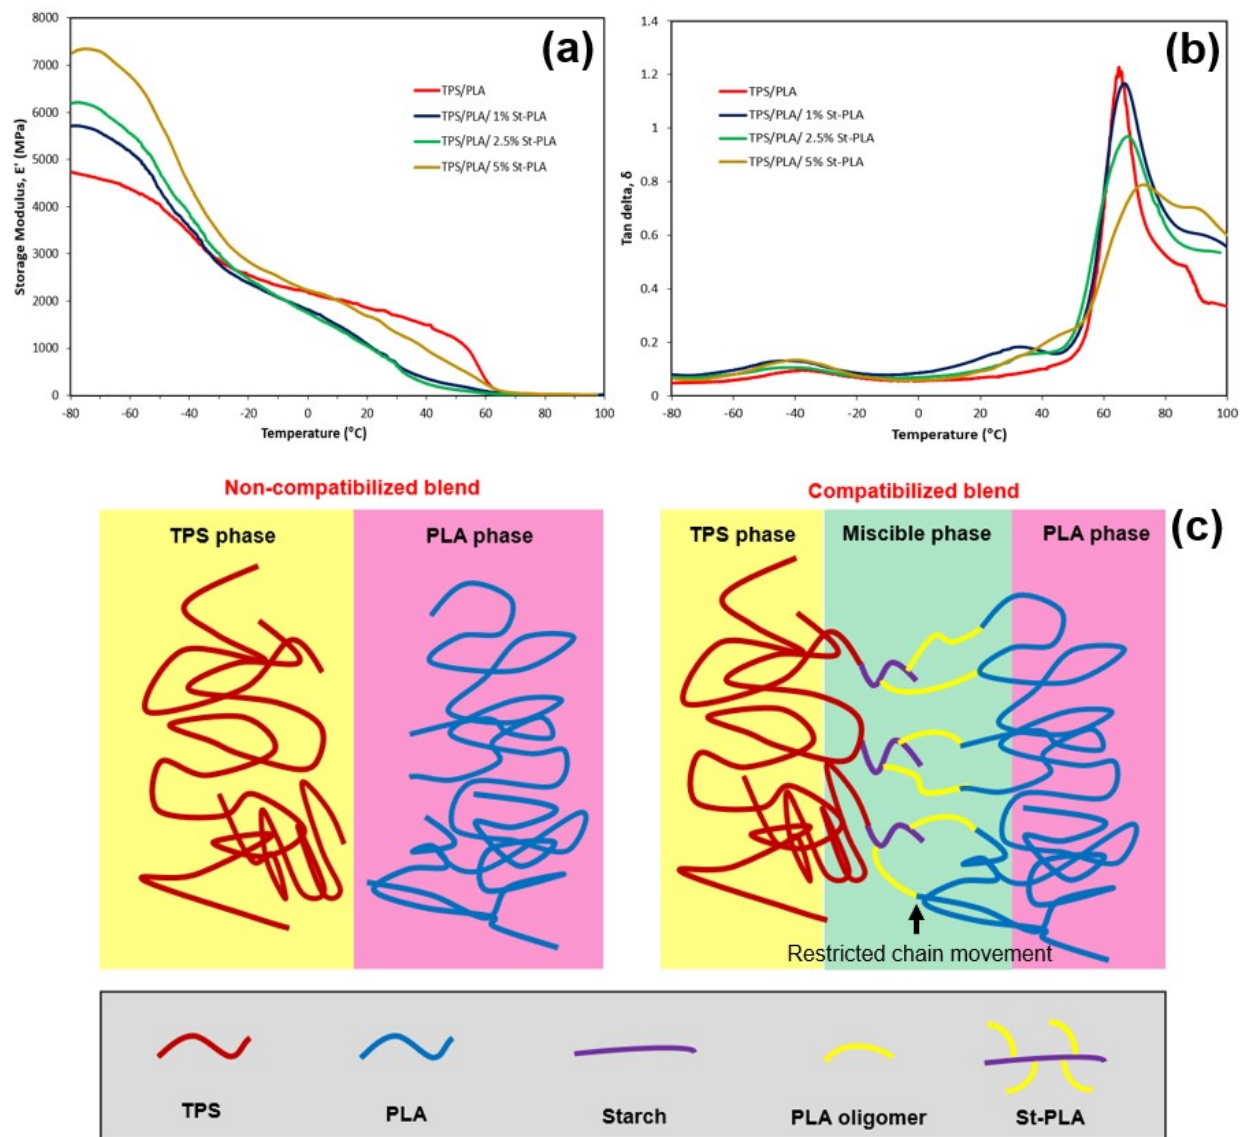 (a)
8000
7000
6000
5000
4000
3000
2000
1000
0
Storage Modulus, E' (MPa)
TPS/PLA
TPS/PLA/ 1% St-PLA
TPS/PLA/ 2.5% St-PLA
TPS/PLA/ 5% St-PLA
-80 -60 -40 -20 0 20 40 60 80 100
Temperature (°C)
(b)
1.4
1.2
1
0.8
0.6
0.4
0.2
0
Tan delta, δ
TPS/PLA
TPS/PLA/ 1% St-PLA
TPS/PLA/ 2.5% St-PLA
TPS/PLA/ 5% St-PLA
-80 -60 -40 -20 0 20 40 60 80 100
Temperature (°C)
Non-compatibilized blend
TPS phase PLA phase
Compatibilized blend
TPS phase Miscible phase PLA phase
(c)
Restricted chain movement
TPS PLA Starch PLA oligomer St-PLA